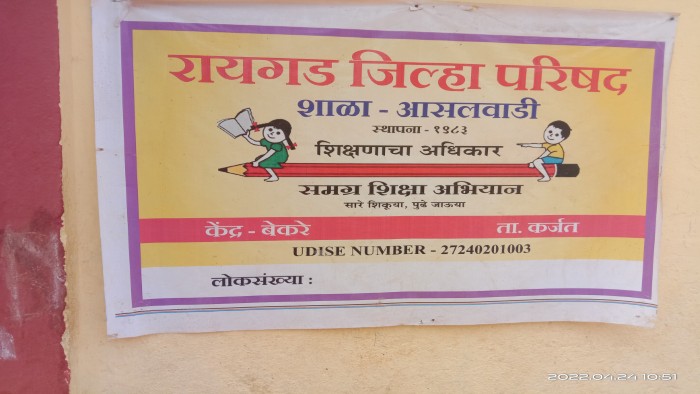 रायगड जिल्हा परिषद
शाळा - आसलवाडी
स्थापना - १९८३
शिक्षणाचा अधिकार
समग्र शिक्षा अभियान
सारे शिकूया, पुढे जाऊया
केंद्र - बेकरे ता. कर्जत
UDISE NUMBER - 27240201003
लोकसंख्या :
2022.04.24 10:51